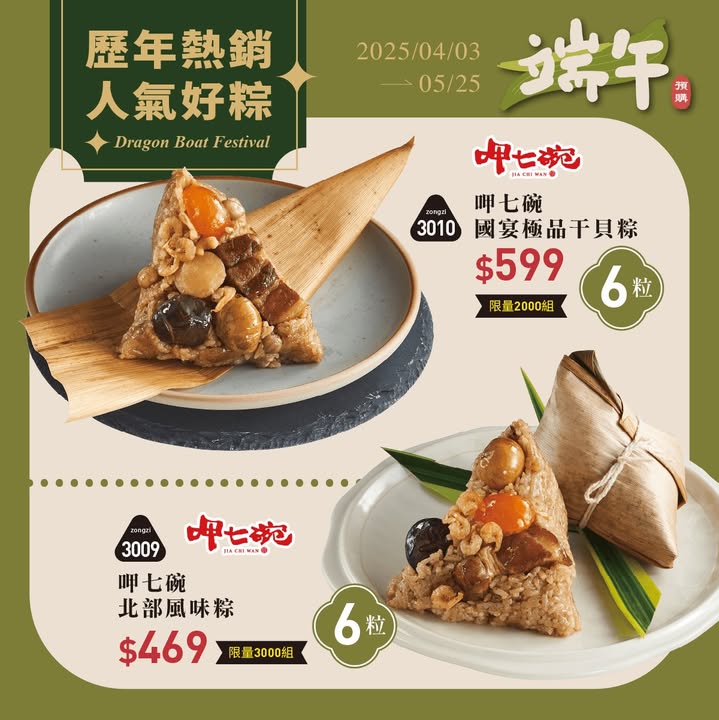 歷年熱銷
人氣好粽
Dragon Boat Festival
2025/04/03
05/25
端午
預購
呷七碗
JIA CHI WAN
zongzi
3010
呷七碗
國宴極品干貝粽
$599
6粒
限量2000組
zongzi
3009
呷七碗
JIA CHI WAN
呷七碗
北部風味粽
$469
限量3000組
6粒